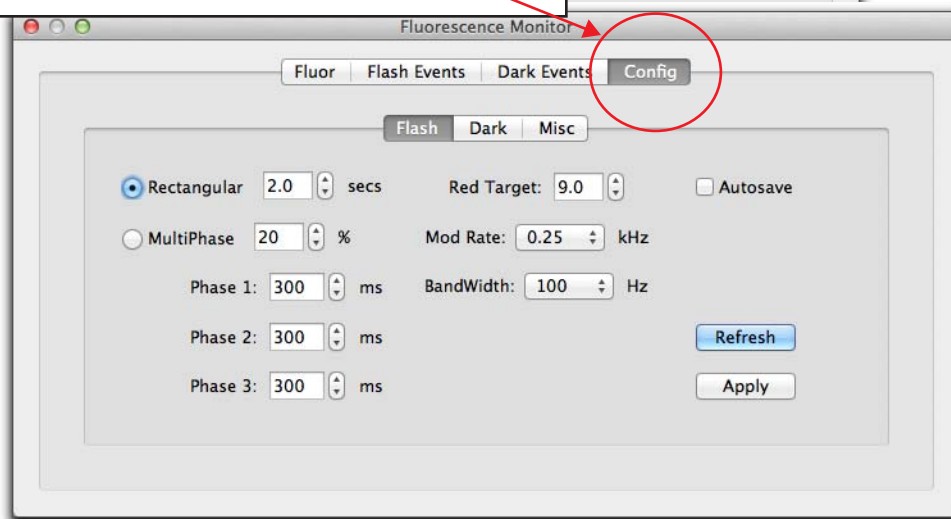 Fluorescence Monitor
Fluor Flash Events Dark Events Config
Flash Dark Misc
Rectangular 2.0 secs Red Target: 9.0 Autosave
MultiPhase 20 % Mod Rate: 0.25 kHz
Phase 1: 300 ms BandWidth: 100 Hz
Phase 2: 300 ms Refresh
Phase 3: 300 ms Apply